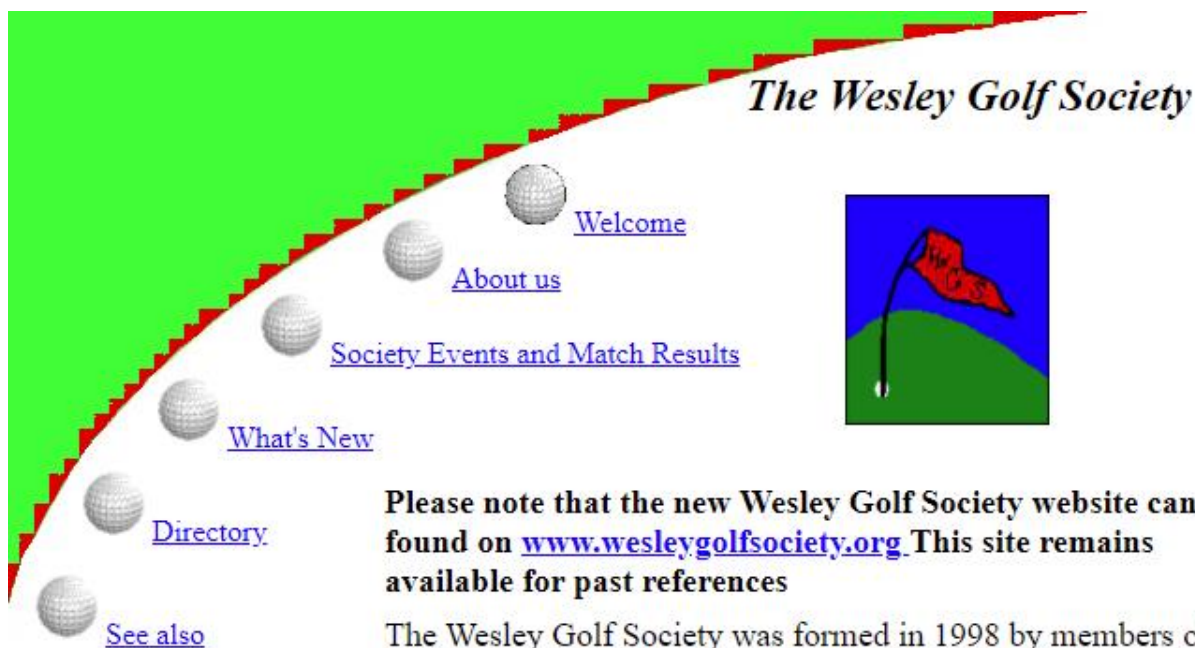 The Wesley Golf Society
Welcome
About us
Society Events and Match Results
What's New
Directory
See also
W
G S
Please note that the new Wesley Golf Society website can
found on www.wesleygolfsociety.org This site remains
available for past references
The Wesley Golf Society was formed in 1998 by members